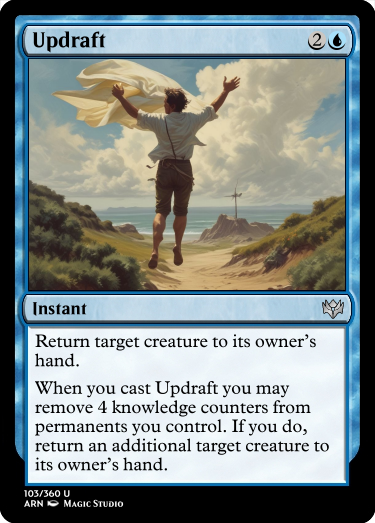 Updraft 2
Instant
Return target creature to its owner's
hand.
When you cast Updraft you may
remove 4 knowledge counters from
permanents you control. If you do,
return an additional target creature to
its owner's hand.
103/360 U
ARN Magic Studio